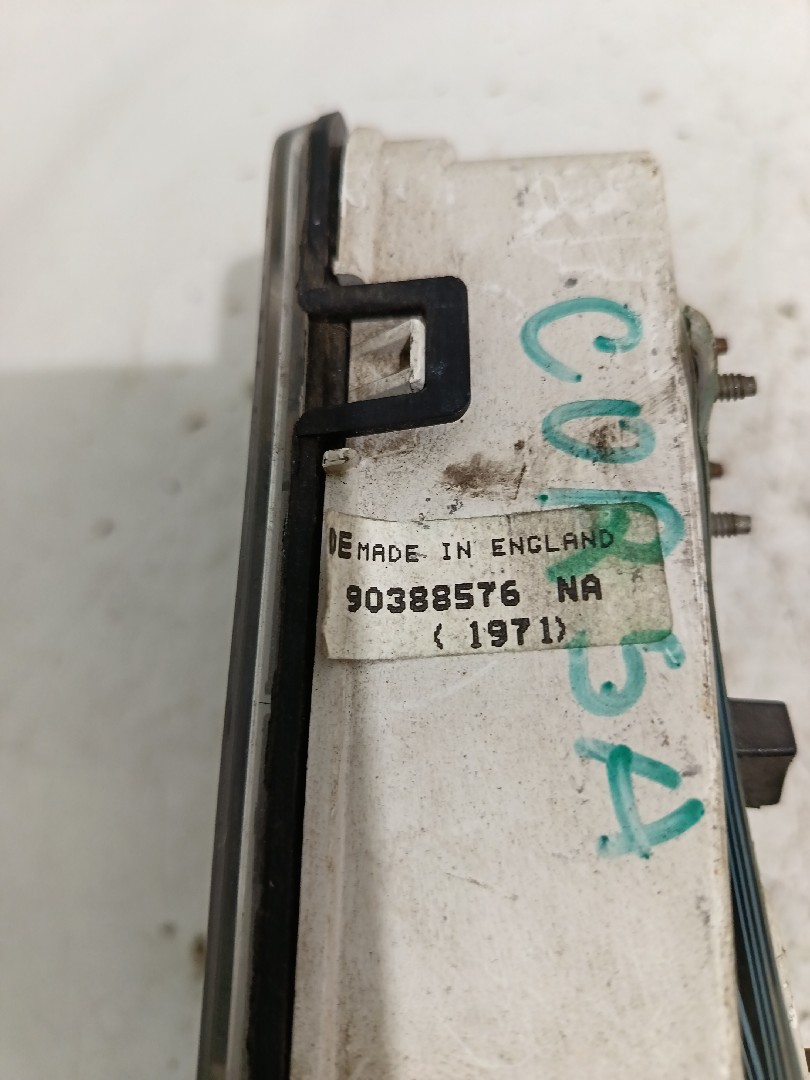 DE MADE IN ENGLAND
90388576 NA
( 1971)
CORSA